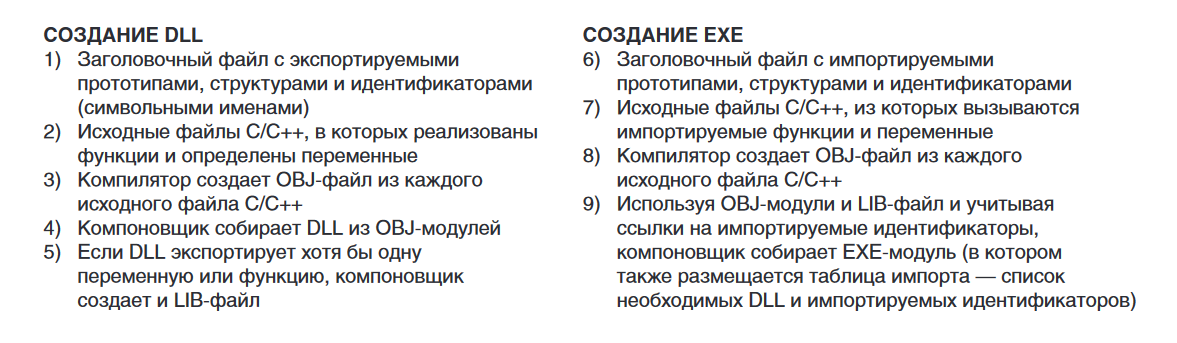 СОЗДАНИЕ DLL
1) Заголовочный файл с экспортируемыми
прототипами, структурами и идентификаторами
(символьными именами)
2) Исходные файлы C/C++, в которых реализованы
функции и определены переменные
3) Компилятор создает OBJ-файл из каждого
исходного файла C/C++
4) Компоновщик собирает DLL из OBJ-модулей
5) Если DLL экспортирует хотя бы одну
переменную или функцию, компоновщик
создает и LIB-файл
СОЗДАНИЕ EXE
6) Заголовочный файл с импортируемыми
прототипами, структурами и идентификаторами
7) Исходные файлы C/C++, из которых вызываются
импортируемые функции и переменные
8) Компилятор создает OBJ-файл из каждого
исходного файла C/C++
9) Используя OBJ-модули и LIB-файл и учитывая
ссылки на импортируемые идентификаторы,
компоновщик собирает EXE-модуль (в котором
также размещается таблица импорта — список
необходимых DLL и импортируемых идентификаторов)